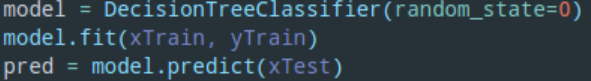 model = DecisionTreeClassifier(random_state=0)
model.fit(xTrain, yTrain)
pred = model.predict(xTest)